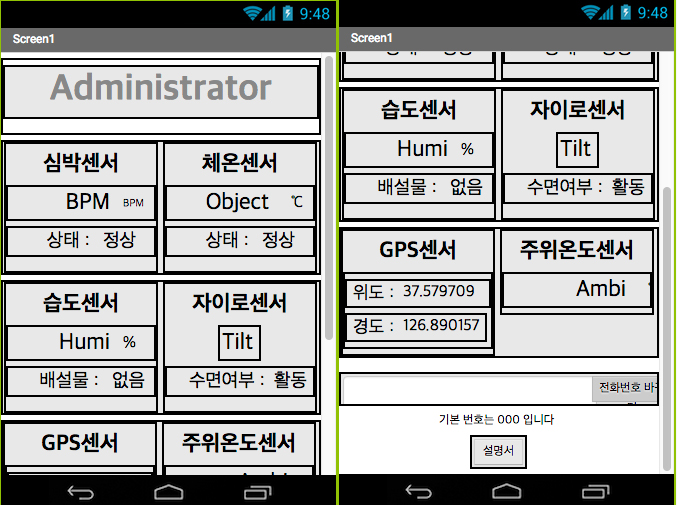 9:48
Screen1
Administrator
심박센서 체온센서
BPM BPM Object ℃
상태 : 정상 상태 : 정상
습도센서 자이로센서
Humi % Tilt
배설물 : 없음 수면여부 : 활동
GPS센서 주위온도센서
9:48
Screen1
습도센서 자이로센서
Humi % Tilt
배설물 : 없음 수면여부 : 활동
GPS센서 주위온도센서
위도 : 37.579709 Ambi
경도 : 126.890157
전화번호 바
기본 번호는 000 입니다
설명서